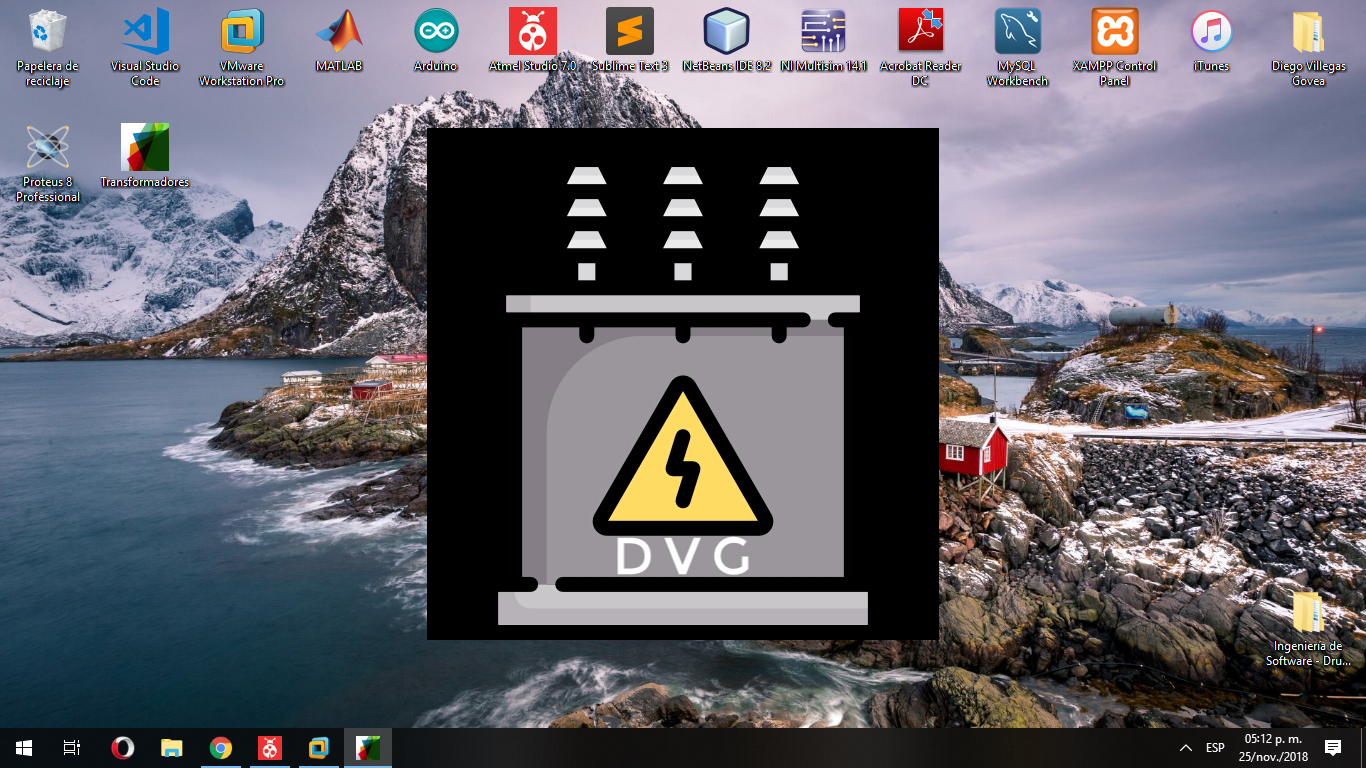 Papelera de
reciclaje
Visual Studio
Code
VMware
Workstation Pro
MATLAB
Arduino
Atmel Studio 7.0
Sublime Text 3
NetBeans IDE 8.2
NI Multisim 14.1
Acrobat Reader
DC
MySQL
Workbench
XAMPP Control
Panel
iTunes
Diego Villegas
Govea
Proteus 8
Professional
Transformadores
DVG
Ingeniería de
Software - Dru...
ESP
05:12 p. m.
25/nov./2018